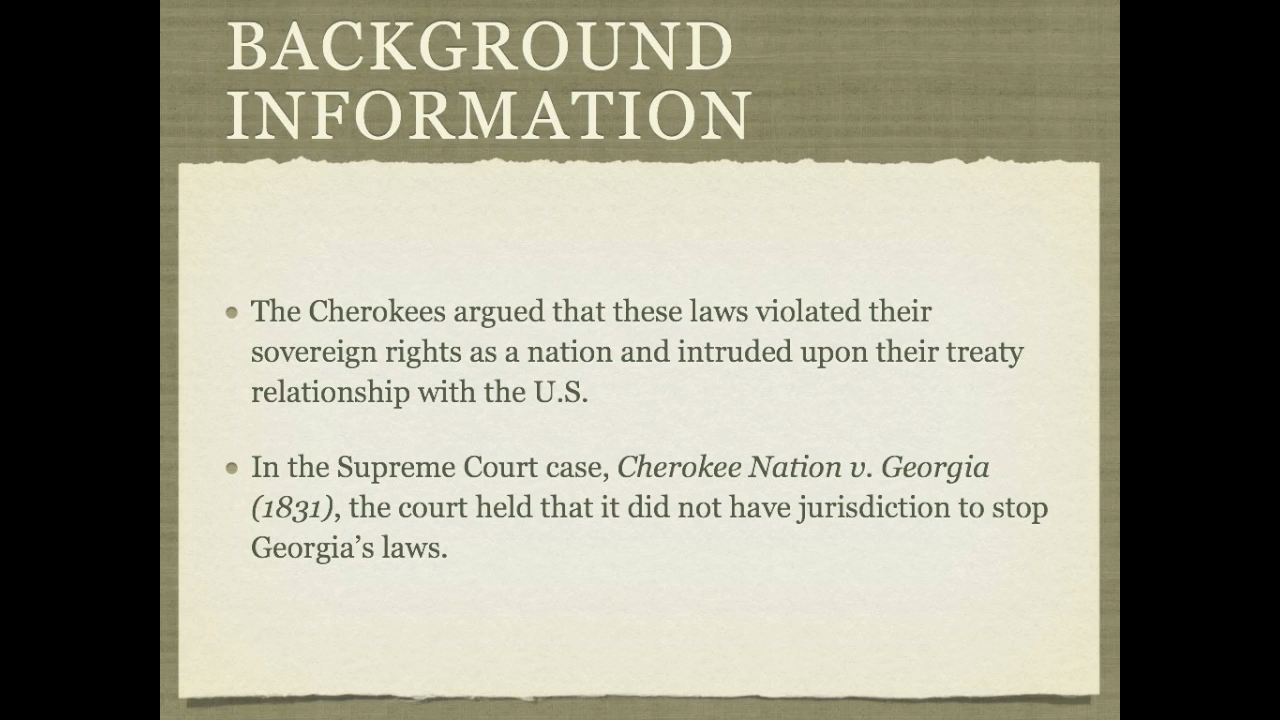 BACKGROUND
INFORMATION
• The Cherokees argued that these laws violated their
sovereign rights as a nation and intruded upon their treaty
relationship with the U.S.
• In the Supreme Court case, Cherokee Nation v. Georgia
(1831), the court held that it did not have jurisdiction to stop
Georgia’s laws.